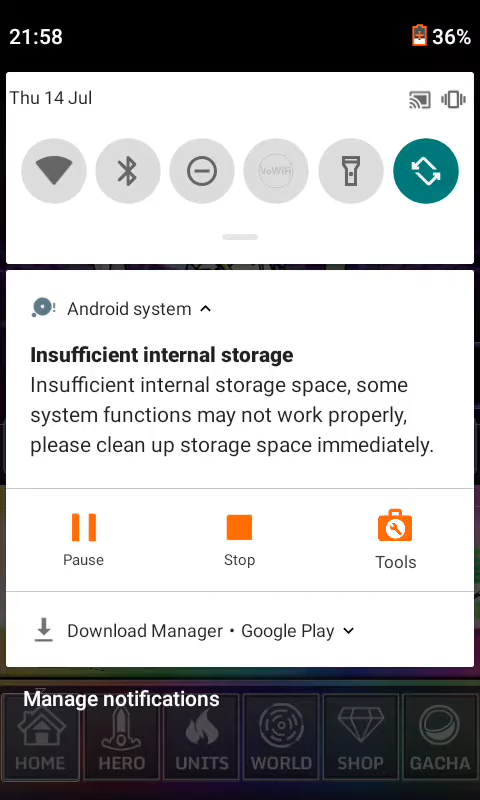 21:58 36%
Thu 14 Jul
VoWiFi
Android system
Insufficient internal storage
Insufficient internal storage space, some
system functions may not work properly,
please clean up storage space immediately.
Pause Stop Tools
Download Manager • Google Play
Manage notifications
HOME HERO UNITS WORLD SHOP GACHA